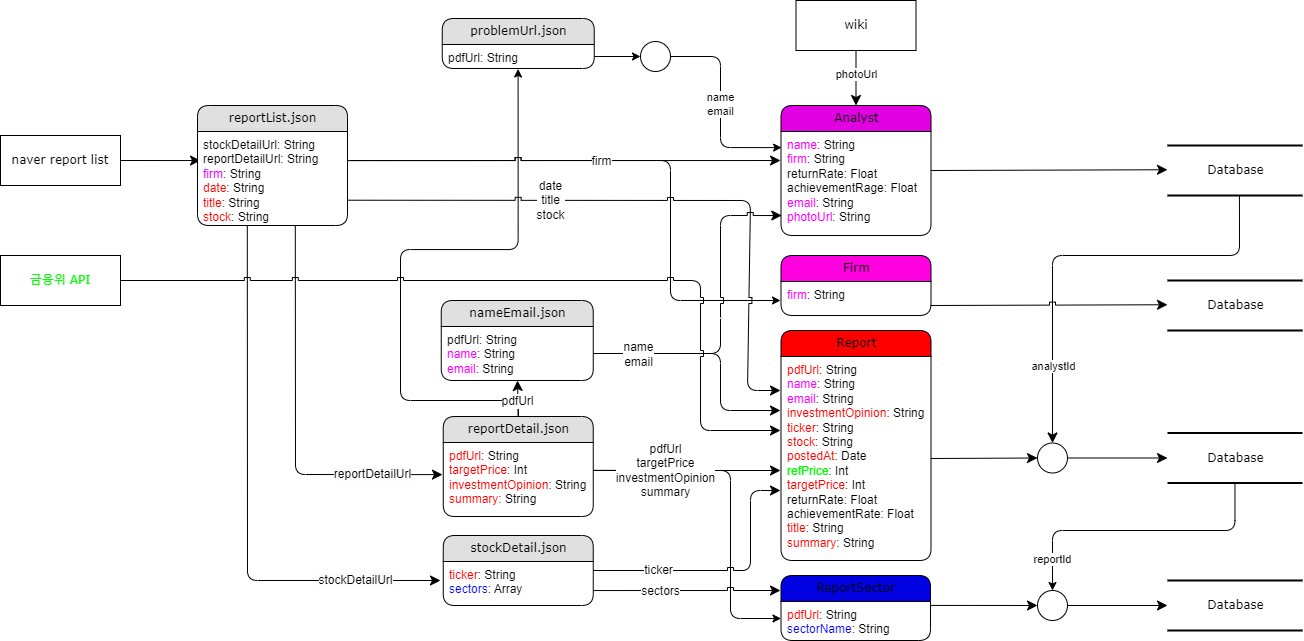 problemUrl.json
pdfUrl: String
wiki
photoUrl
name
email
reportList.json
stockDetailUrl: String
reportDetailUrl: String
firm: String
date: String
title: String
stock: String
naver report list
firm
date
title
stock
Analyst
name: String
firm: String
returnRate: Float
achievementRage: Float
email: String
photoUrl: String
Database
금융위 API
Firm
firm: String
Database
nameEmail.json
pdfUrl: String
name: String
email: String
name
email
pdfUrl
Report
pdfUrl: String
name: String
email: String
investmentOpinion: String
ticker: String
stock: String
postedAt: Date
refPrice: Int
targetPrice: Int
returnRate: Float
achievementRate: Float
title: String
summary: String
analystId
Database
reportDetail.json
pdfUrl: String
targetPrice: Int
investmentOpinion: String
summary: String
reportDetailUrl
pdfUrl
targetPrice
investmentOpinion
summary
stockDetail.json
ticker: String
sectors: Array
stockDetailUrl
ticker
sectors
ReportSector
pdfUrl: String
sectorName: String
reportId
Database